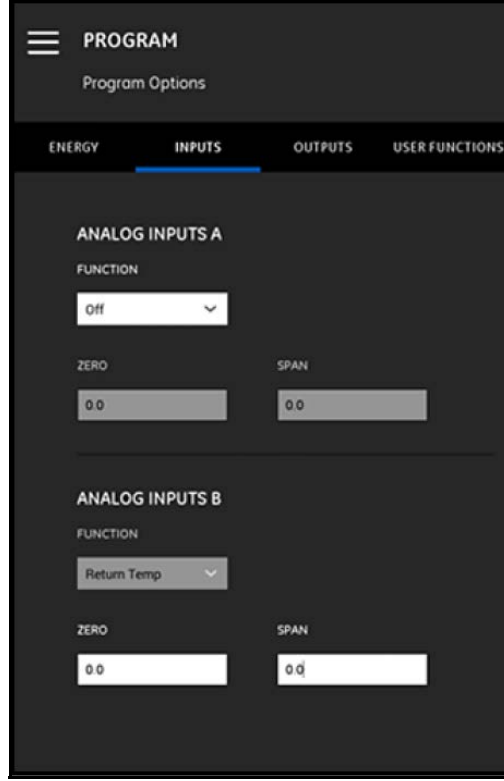 PROGRAM
Program Options
ENERGY INPUTS OUTPUTS USER FUNCTIONS
ANALOG INPUTS A
FUNCTION
Off
ZERO SPAN
0.0 0.0
ANALOG INPUTS B
FUNCTION
Return Temp
ZERO SPAN
0.0 0.0